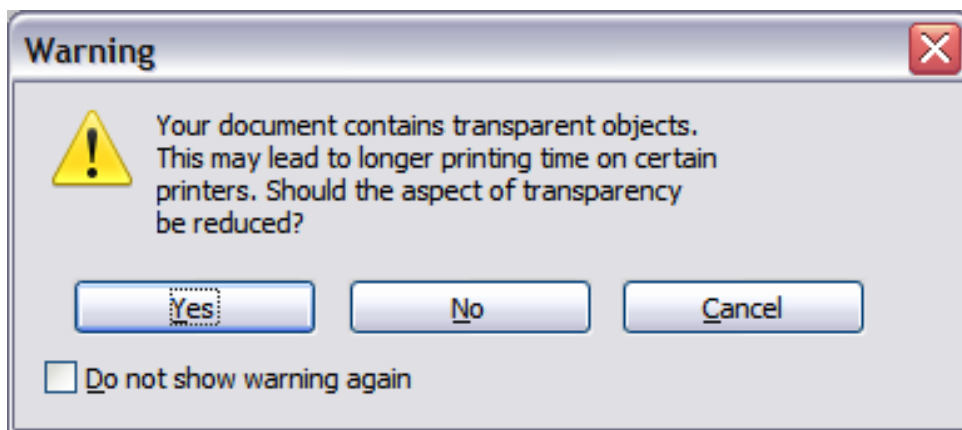 Warning
Your document contains transparent objects.
This may lead to longer printing time on certain
printers. Should the aspect of transparency
be reduced?
Yes
No
Cancel
Do not show warning again